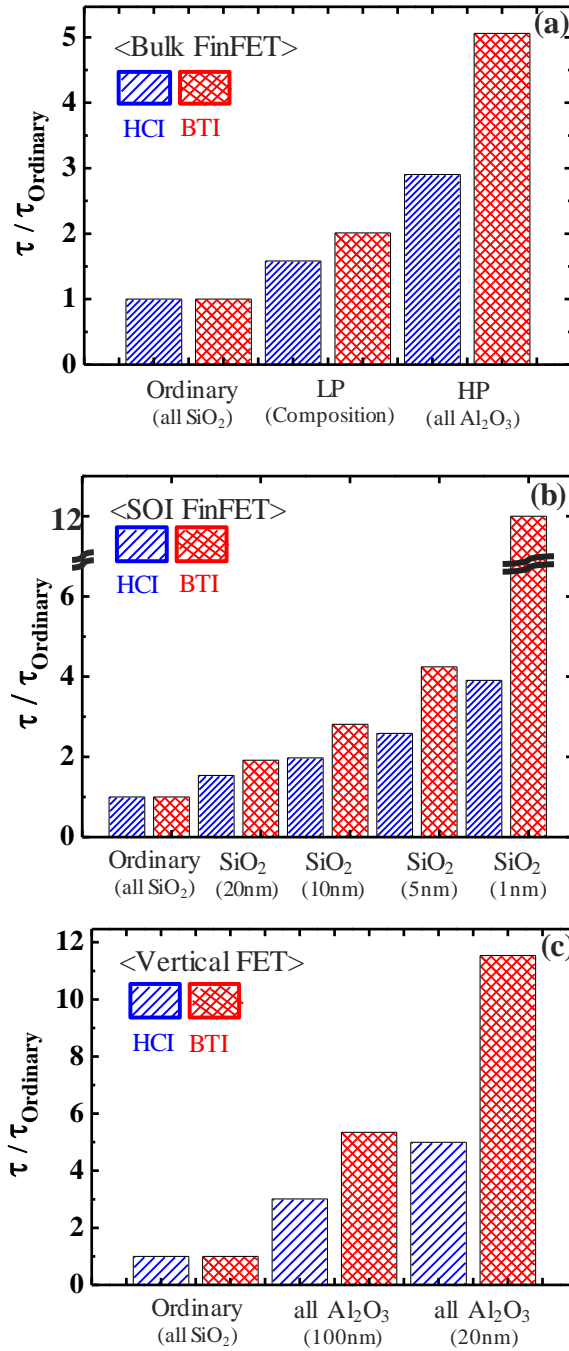 (a)
<Bulk FinFET>
HCI BTI
τ / τOrdinary
5
4
3
2
1
0
Ordinary LP HP
(all SiO₂) (Composition) (all Al₂O₃)
(b)
<SOI FinFET>
HCI BTI
τ / τOrdinary
12
6
4
2
0
Ordinary SiO₂ SiO₂ SiO₂ SiO₂
(all SiO₂) (20nm) (10nm) (5nm) (1nm)
(c)
<Vertical FET>
HCI BTI
τ / τOrdinary
12
10
8
6
4
2
0
Ordinary all Al₂O₃ all Al₂O₃
(all SiO₂) (100nm) (20nm)